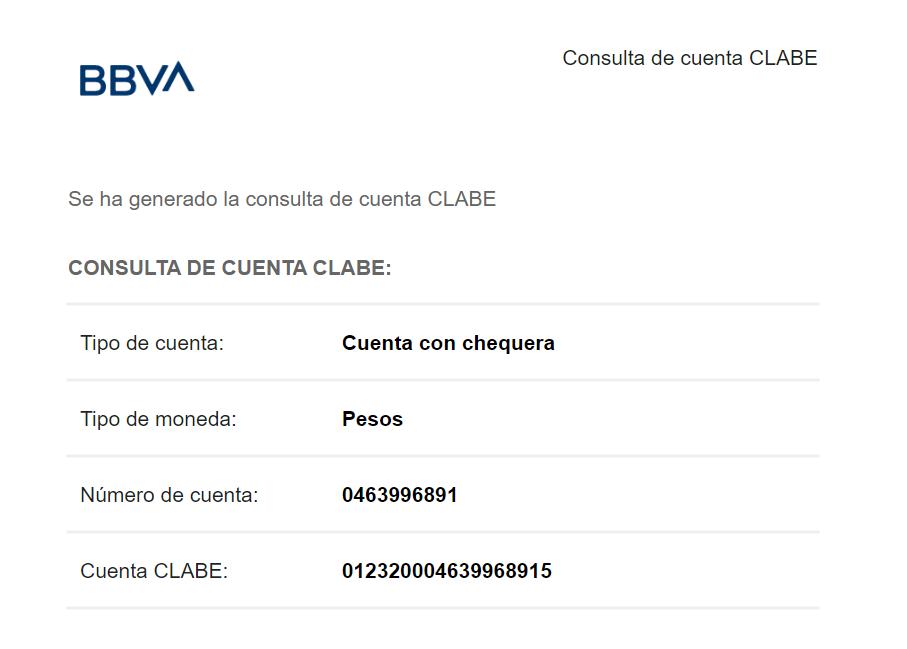 BBVA
Consulta de cuenta CLABE
Se ha generado la consulta de cuenta CLABE
CONSULTA DE CUENTA CLABE:
Tipo de cuenta: Cuenta con chequera
Tipo de moneda: Pesos
Número de cuenta: 0463996891
Cuenta CLABE: 012320004639968915